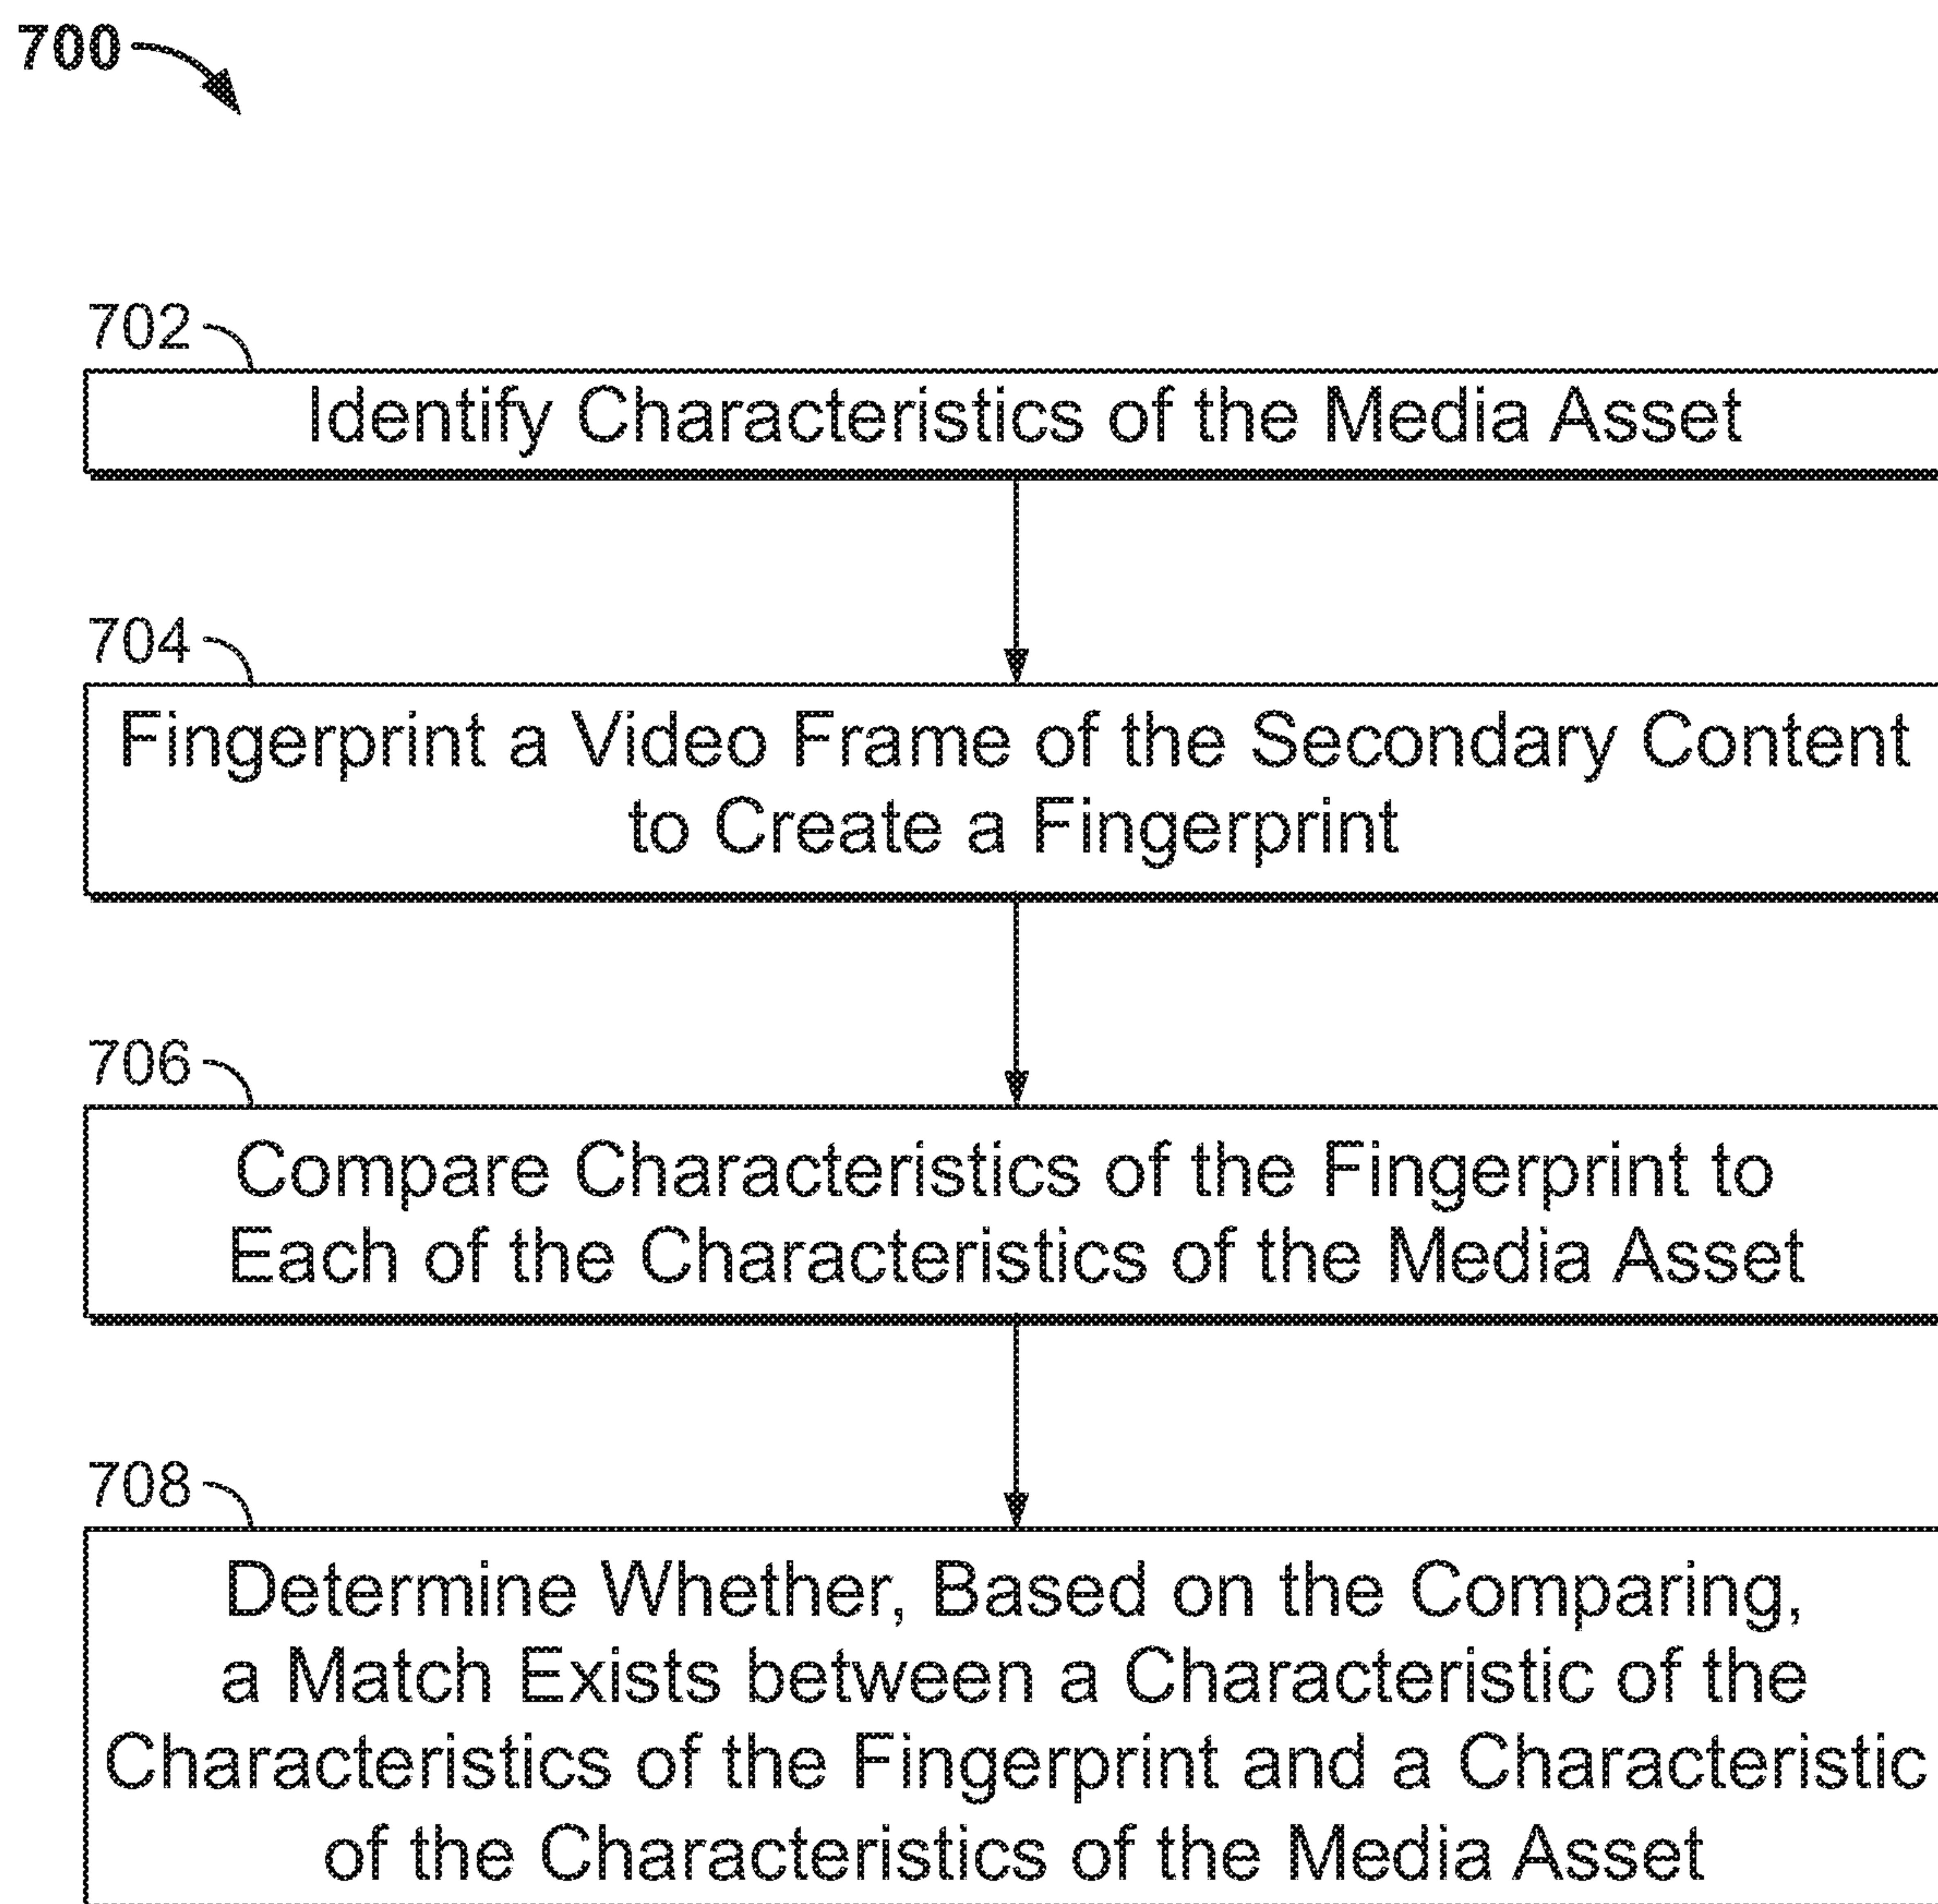 700
702
Identify Characteristics of the Media Asset
704
Fingerprint a Video Frame of the Secondary Content
to Create a Fingerprint
706
Compare Characteristics of the Fingerprint to
Each of the Characteristics of the Media Asset
708
Determine Whether, Based on the Comparing,
a Match Exists between a Characteristic of the
Characteristics of the Fingerprint and a Characteristic
of the Characteristics of the Media Asset